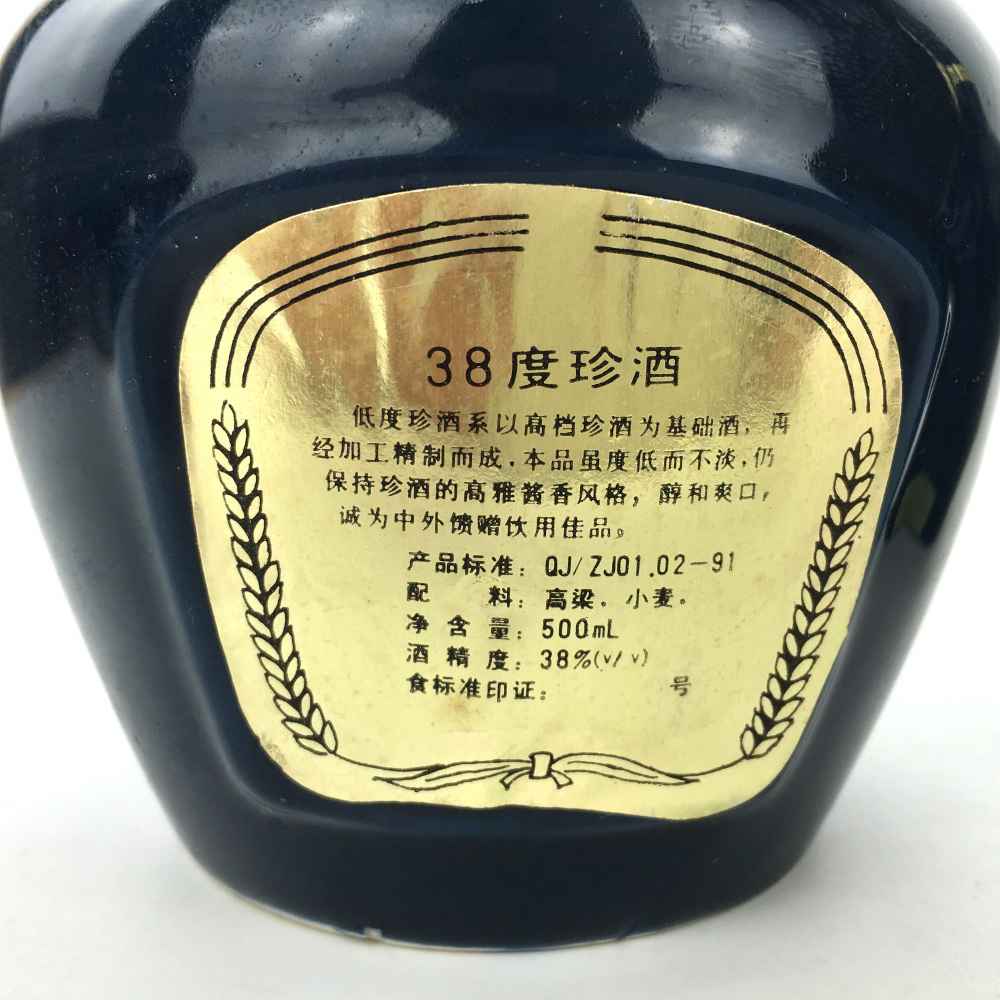 38度珍酒
低度珍酒系以高档珍酒为基础酒，再
经加工精制而成，本品虽度低而不淡，仍
保持珍酒的高雅酱香风格，醇和爽口，
诚为中外馈赠饮用佳品。
产品标准：QJ/ZJ01.02-91
配 料：高梁。小麦。
净含量：500mL
酒精度：38%(v/v)
食标准印证： 号